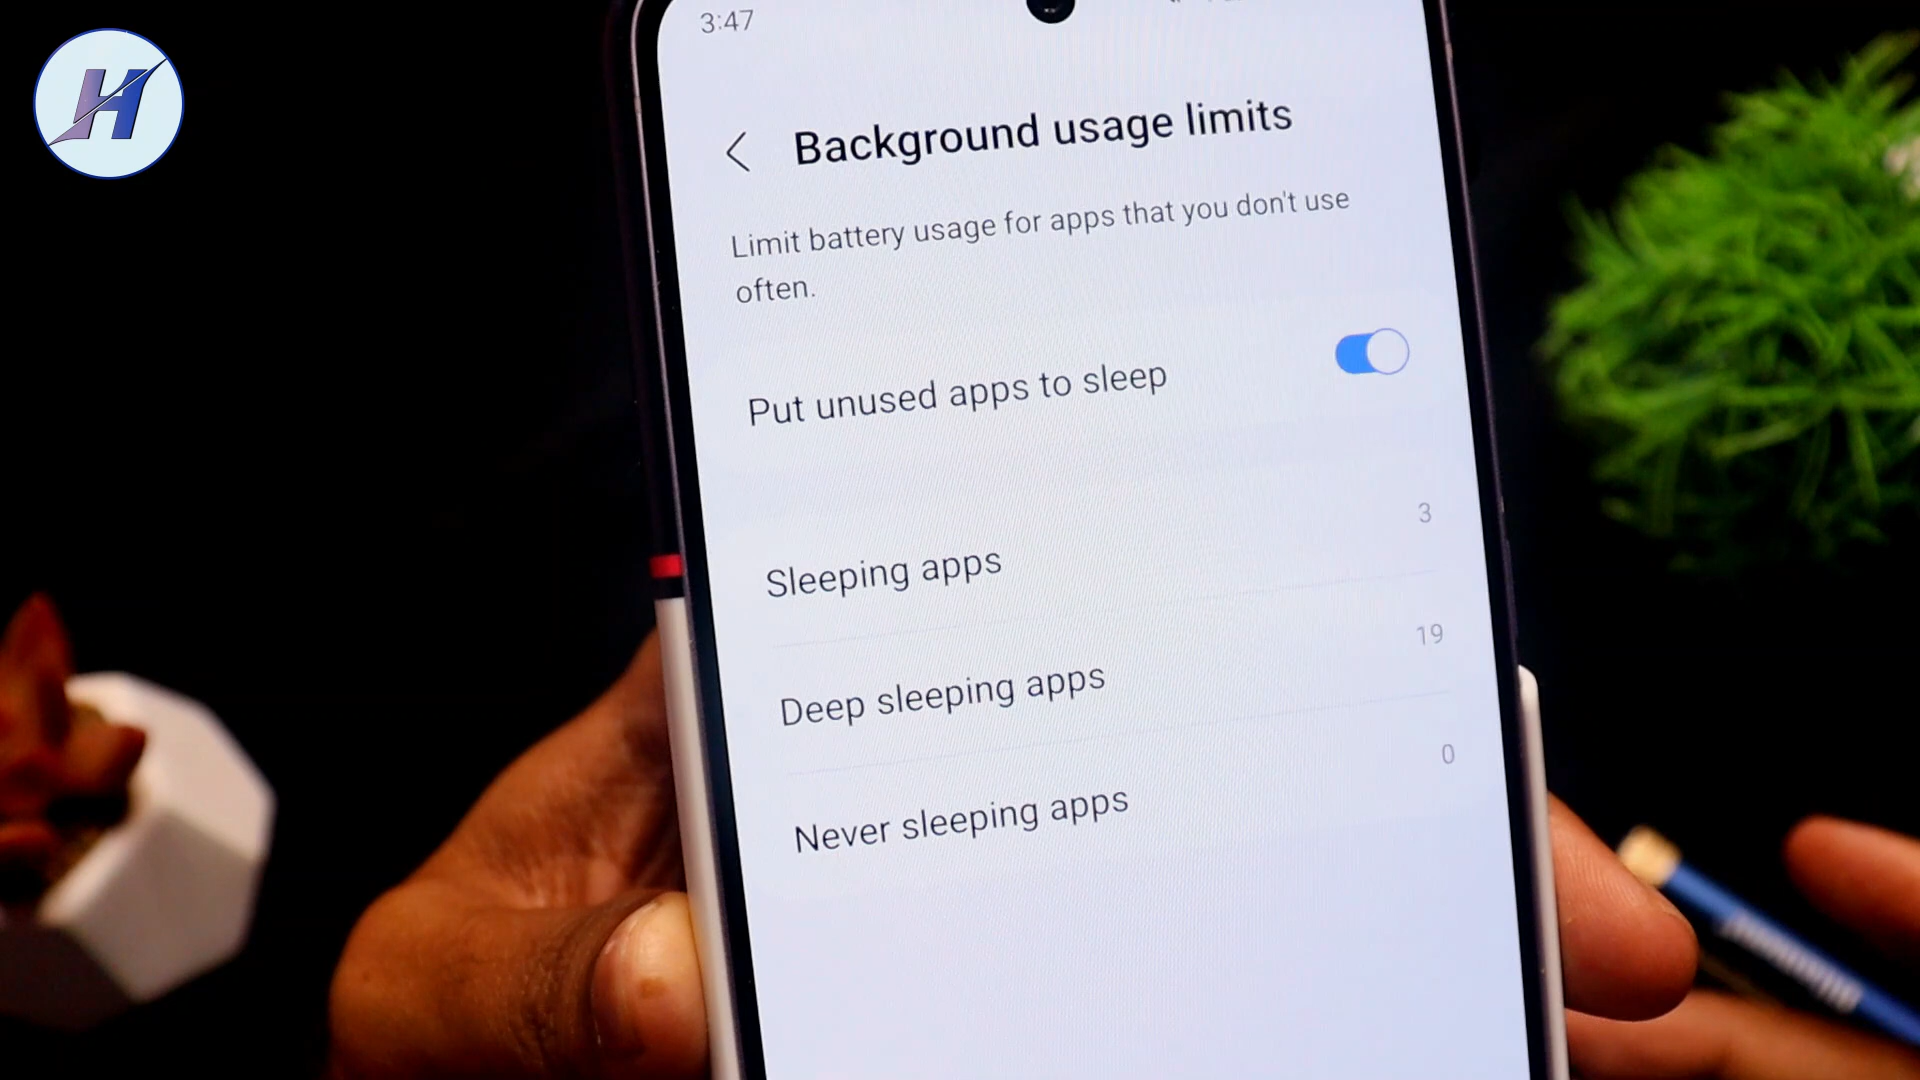 H
3:47
Background usage limits
Limit battery usage for apps that you don't use
often.
Put unused apps to sleep
Sleeping apps
3
Deep sleeping apps
19
Never sleeping apps
0